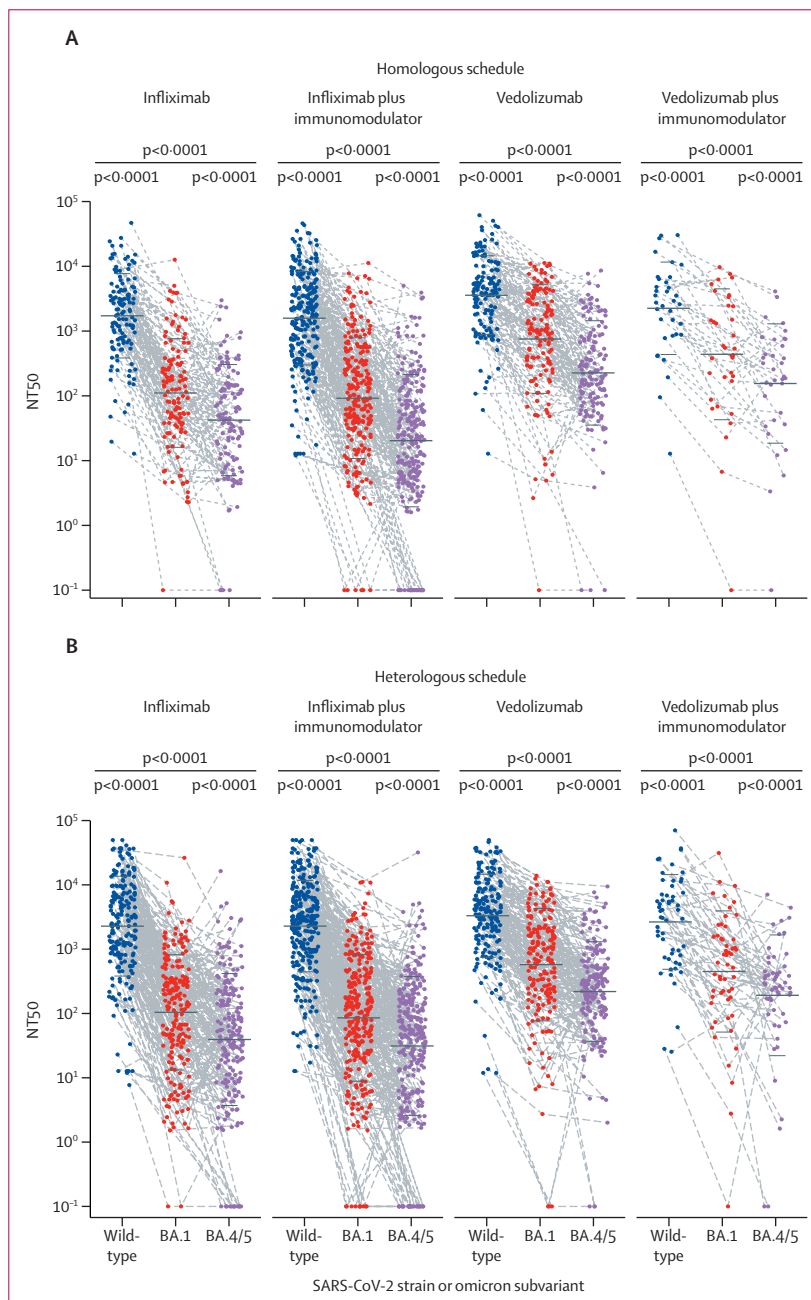 A
Homologous schedule
Infliximab
Infliximab plus
immunomodulator
Vedolizumab
Vedolizumab plus
immunomodulator
p<0·0001
p<0·0001
p<0·0001
p<0·0001
p<0·0001 p<0·0001
p<0·0001 p<0·0001
p<0·0001 p<0·0001
p<0·0001 p<0·0001
NT50
10⁵
10⁴
10³
10²
10¹
10⁰
10⁻¹
B
Heterologous schedule
Infliximab
Infliximab plus
immunomodulator
Vedolizumab
Vedolizumab plus
immunomodulator
p<0·0001
p<0·0001
p<0·0001
p<0·0001
p<0·0001 p<0·0001
p<0·0001 p<0·0001
p<0·0001 p<0·0001
p<0·0001 p<0·0001
NT50
10⁵
10⁴
10³
10²
10¹
10⁰
10⁻¹
Wild-
type
BA.1
BA.4/5
Wild-
type
BA.1
BA.4/5
Wild-
type
BA.1
BA.4/5
Wild-
type
BA.1
BA.4/5
SARS-CoV-2 strain or omicron subvariant